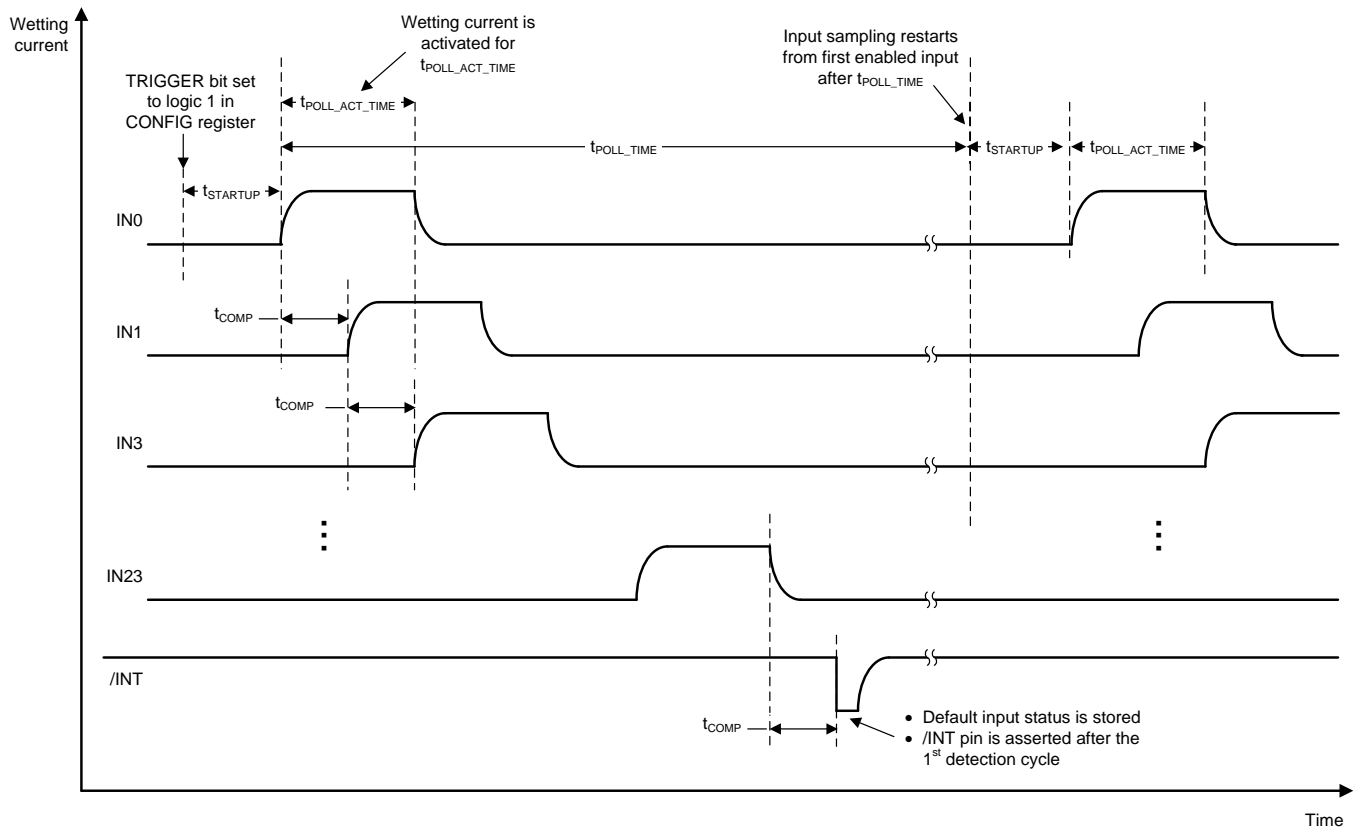 Wetting
current
Wetting current is
activated for
tPOLL_ACT_TIME
Input sampling restarts
from first enabled input
after tPOLL_TIME
TRIGGER bit set
to logic 1 in
CONFIG register
tPOLL_ACT_TIME
tPOLL_TIME
tSTARTUP
tPOLL_ACT_TIME
tSTARTUP
IN0
tCOMP
IN1
tCOMP
IN3
IN23
/INT
tCOMP
• Default input status is stored
• /INT pin is asserted after the
1st detection cycle
Time